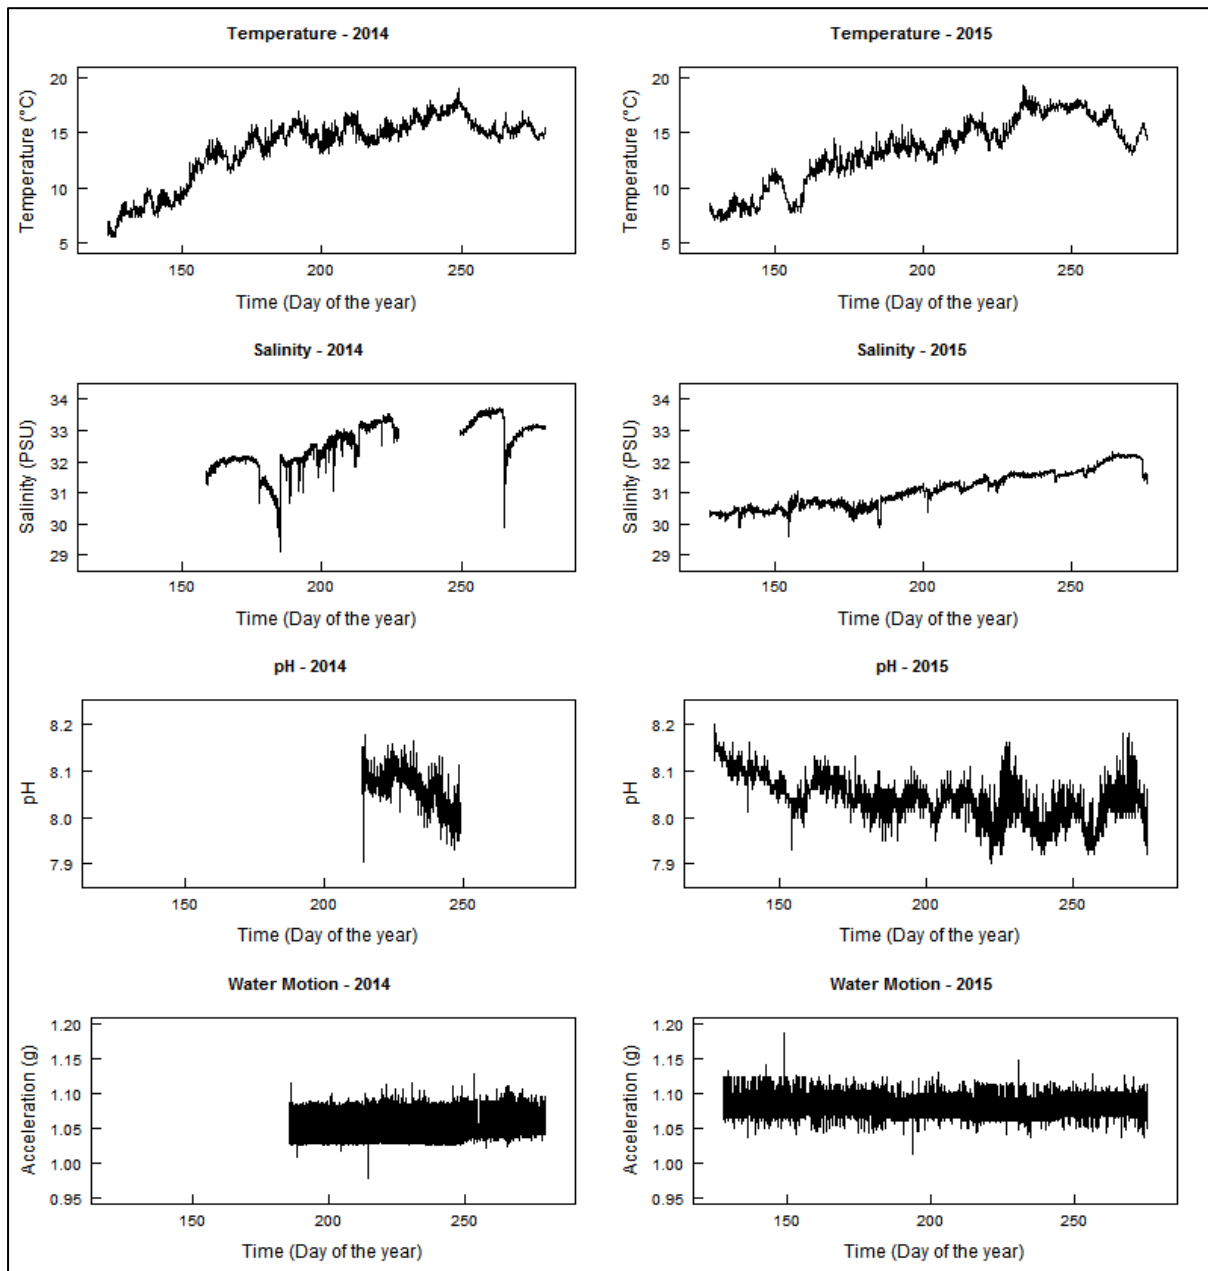 Temperature - 2014
Temperature (°C)
20
15
10
5
150
200
250
Time (Day of the year)
Temperature - 2015
Temperature (°C)
20
15
10
5
150
200
250
Time (Day of the year)
Salinity - 2014
Salinity (PSU)
34
33
32
31
30
29
150
200
250
Time (Day of the year)
Salinity - 2015
Salinity (PSU)
34
33
32
31
30
29
150
200
250
Time (Day of the year)
pH - 2014
pH
8.2
8.1
8.0
7.9
150
200
250
Time (Day of the year)
pH - 2015
pH
8.2
8.1
8.0
7.9
150
200
250
Time (Day of the year)
Water Motion - 2014
Acceleration (g)
1.20
1.15
1.10
1.05
1.00
0.95
150
200
250
Time (Day of the year)
Water Motion - 2015
Acceleration (g)
1.20
1.15
1.10
1.05
1.00
0.95
150
200
250
Time (Day of the year)